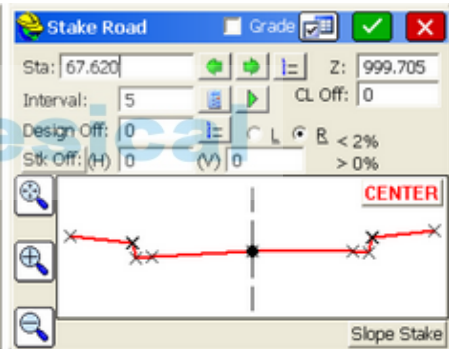 Stake Road Grade
Sta: 67.620 Z: 999.705
Interval: 5 CL Off: 0
Design Off: 0 L R < 2%
Stk Off: (H) 0 (V) 0 > 0%
CENTER
Slope Stake